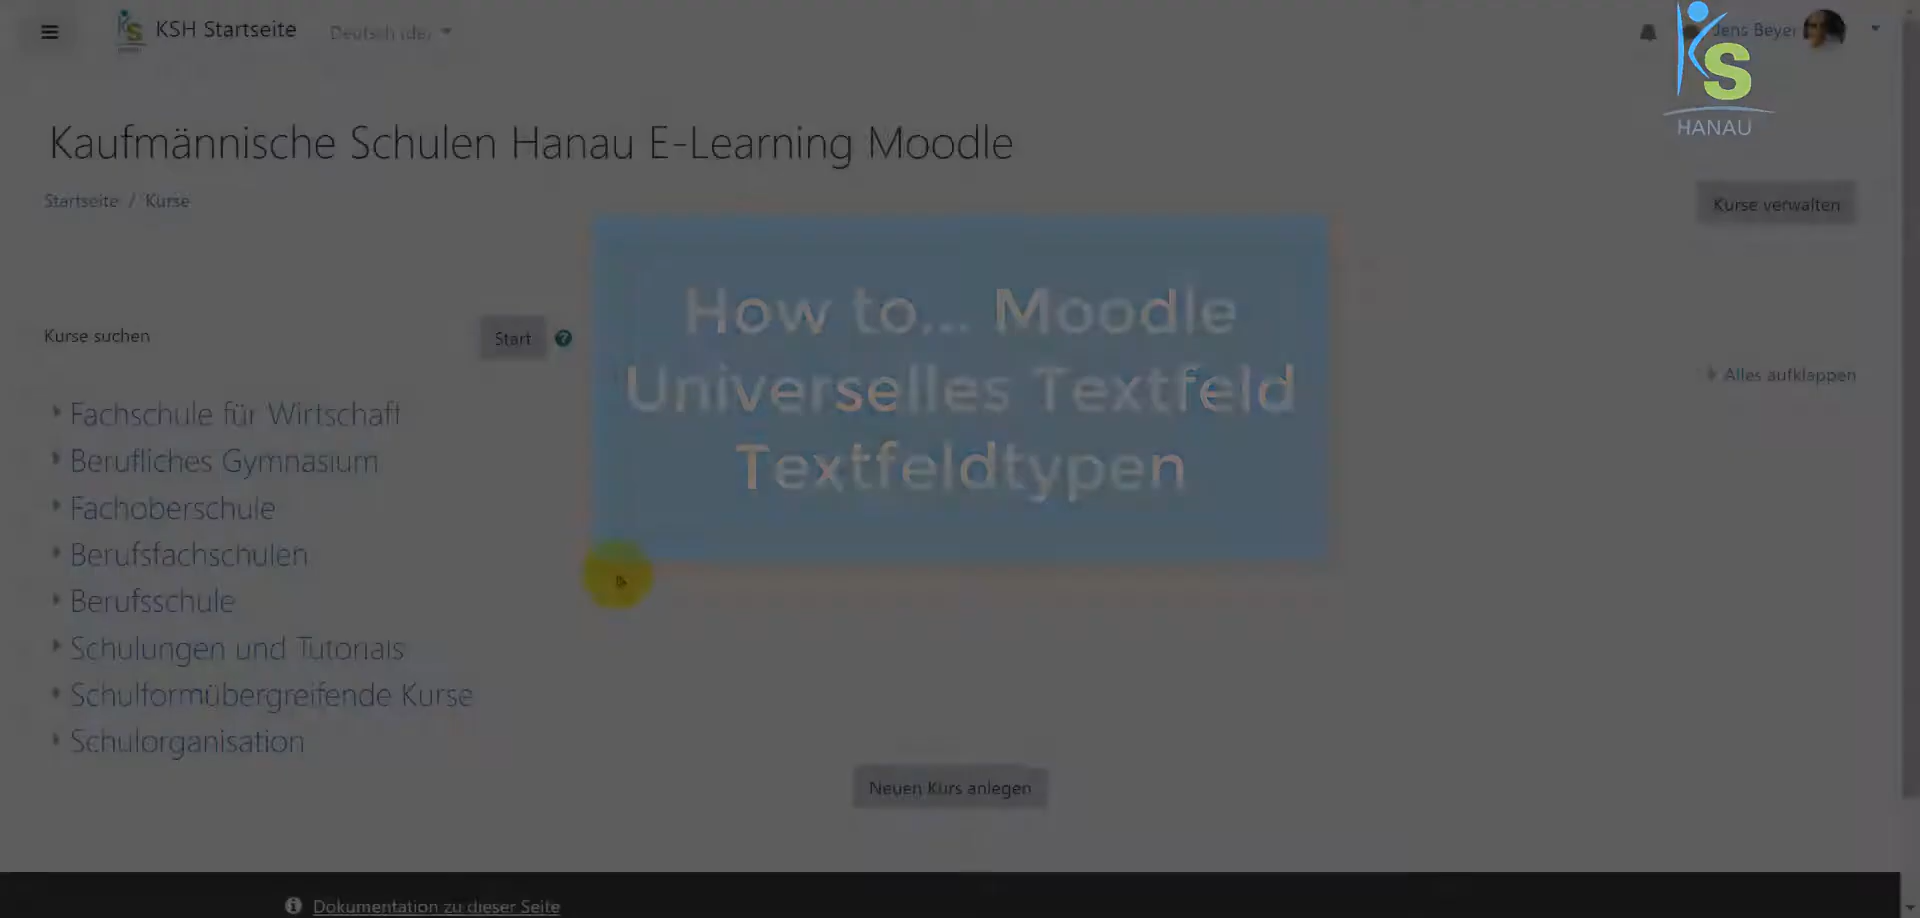 KSH Startseite
Deutsch (de)
Jens Beyer
KS
HANAU
Kaufmännische Schulen Hanau E-Learning Moodle
Startseite / Kurse
Kurse verwalten
How to... Moodle
Universelles Textfeld
Textfeldtypen
Kurse suchen
Start
Alles aufklappen
Fachschule für Wirtschaft
Berufliches Gymnasium
Fachoberschule
Berufsfachschulen
Berufsschule
Schulungen und Tutorials
Schulformübergreifende Kurse
Schulorganisation
Neuen Kurs anlegen
Dokumentation zu dieser Seite